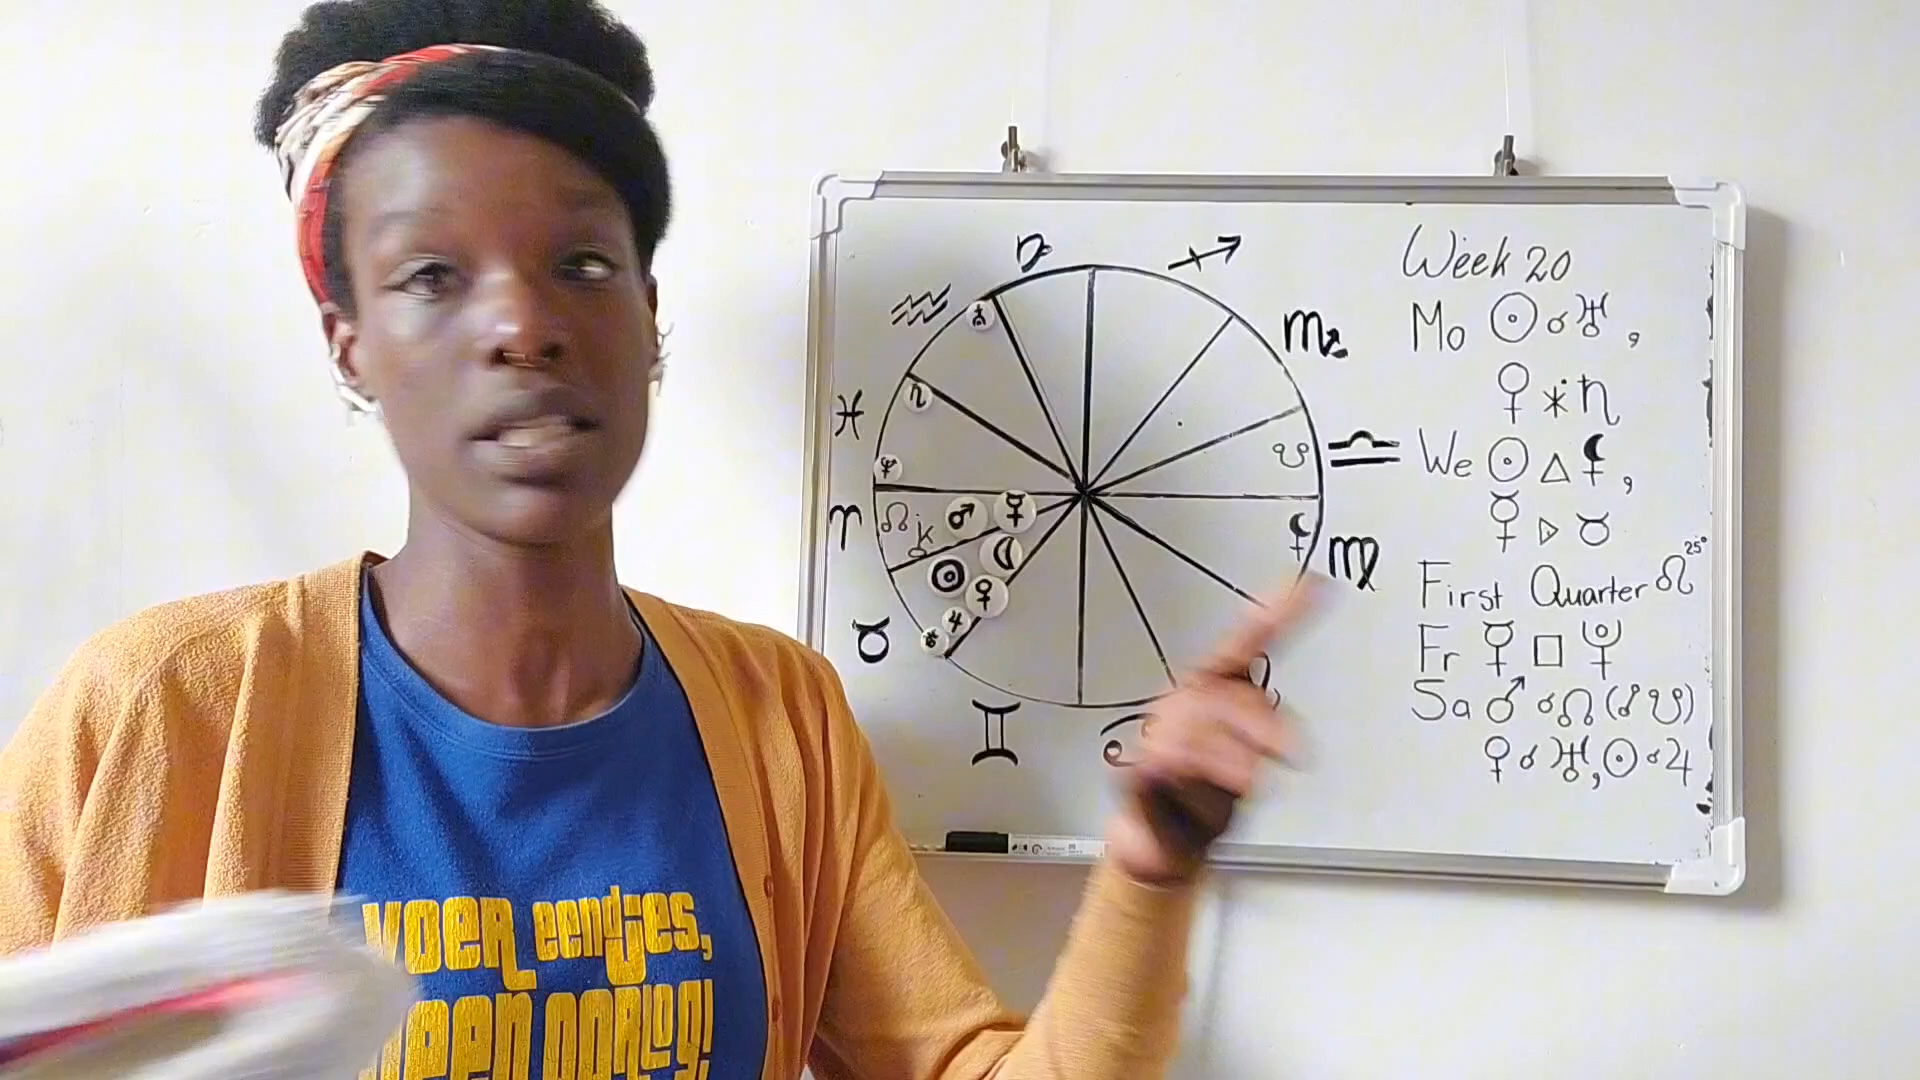 Week 20
Mo ☉ ☌ ♅,
♀ ⚹ ♄
We ☉ △ ⚸,
☿ ▷ ♉
First Quarter ♌ 25°
Fr ☿ □ ♇
Sa ♂ ☌ ☊ (☍ ☋)
♀ ☌ ♅, ☉ ☌ ♃
♑
♐
♒
♏
♓
♎
♈
♍
♉
♊
♄
♆
☋
☊
⚷
♂
☿
⚸
☉
☾
♀
♃
voer eendjes,
geen oorlog!